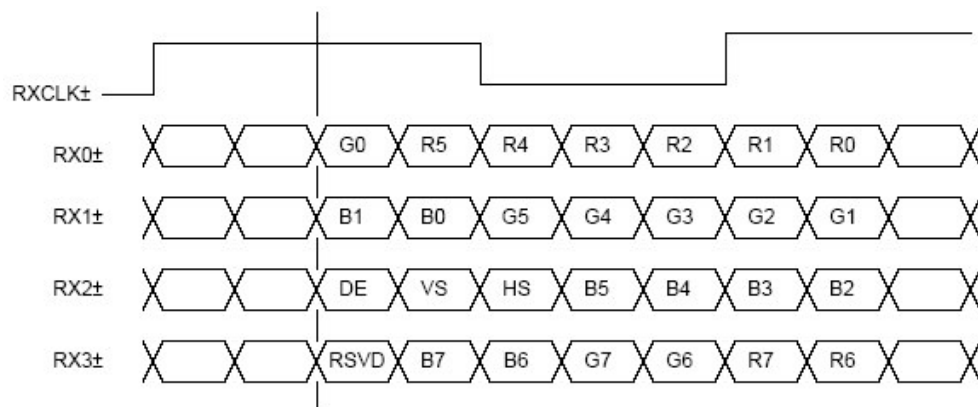 RXCLK±
RX0± G0 R5 R4 R3 R2 R1 R0
RX1± B1 B0 G5 G4 G3 G2 G1
RX2± DE VS HS B5 B4 B3 B2
RX3± RSVD B7 B6 G7 G6 R7 R6